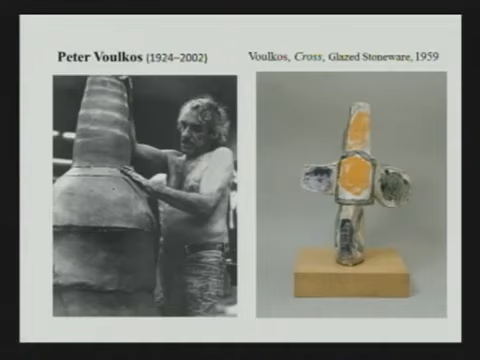 Peter Voulkos (1924–2002)
Voulkos, Cross, Glazed Stoneware, 1959